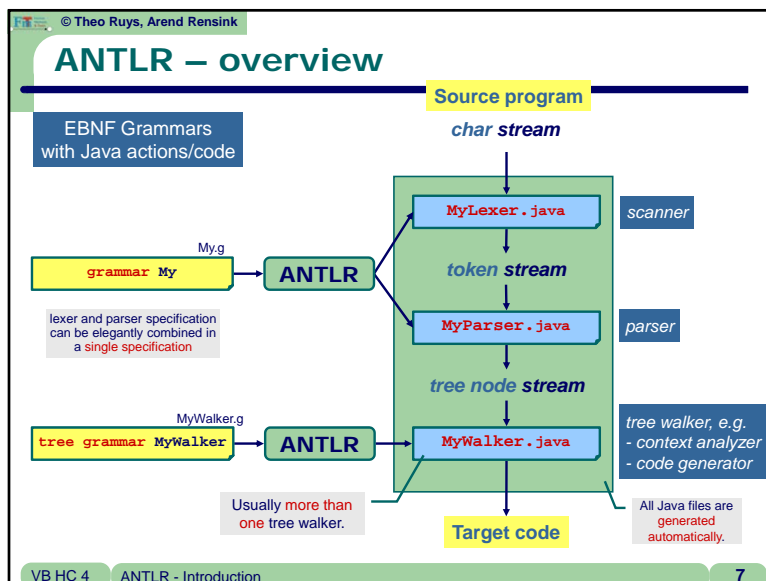 © Theo Ruys, Arend Rensink
ANTLR – overview
Source program
EBNF Grammars
with Java actions/code
char stream
MyLexer.java
scanner
My.g
grammar My
ANTLR
token stream
lexer and parser specification
can be elegantly combined in
a single specification
MyParser.java
parser
tree node stream
MyWalker.g
tree grammar MyWalker
ANTLR
MyWalker.java
tree walker, e.g.
- context analyzer
- code generator
Usually more than
one tree walker.
All Java files are
generated
automatically.
Target code
VB HC 4
ANTLR - Introduction
7